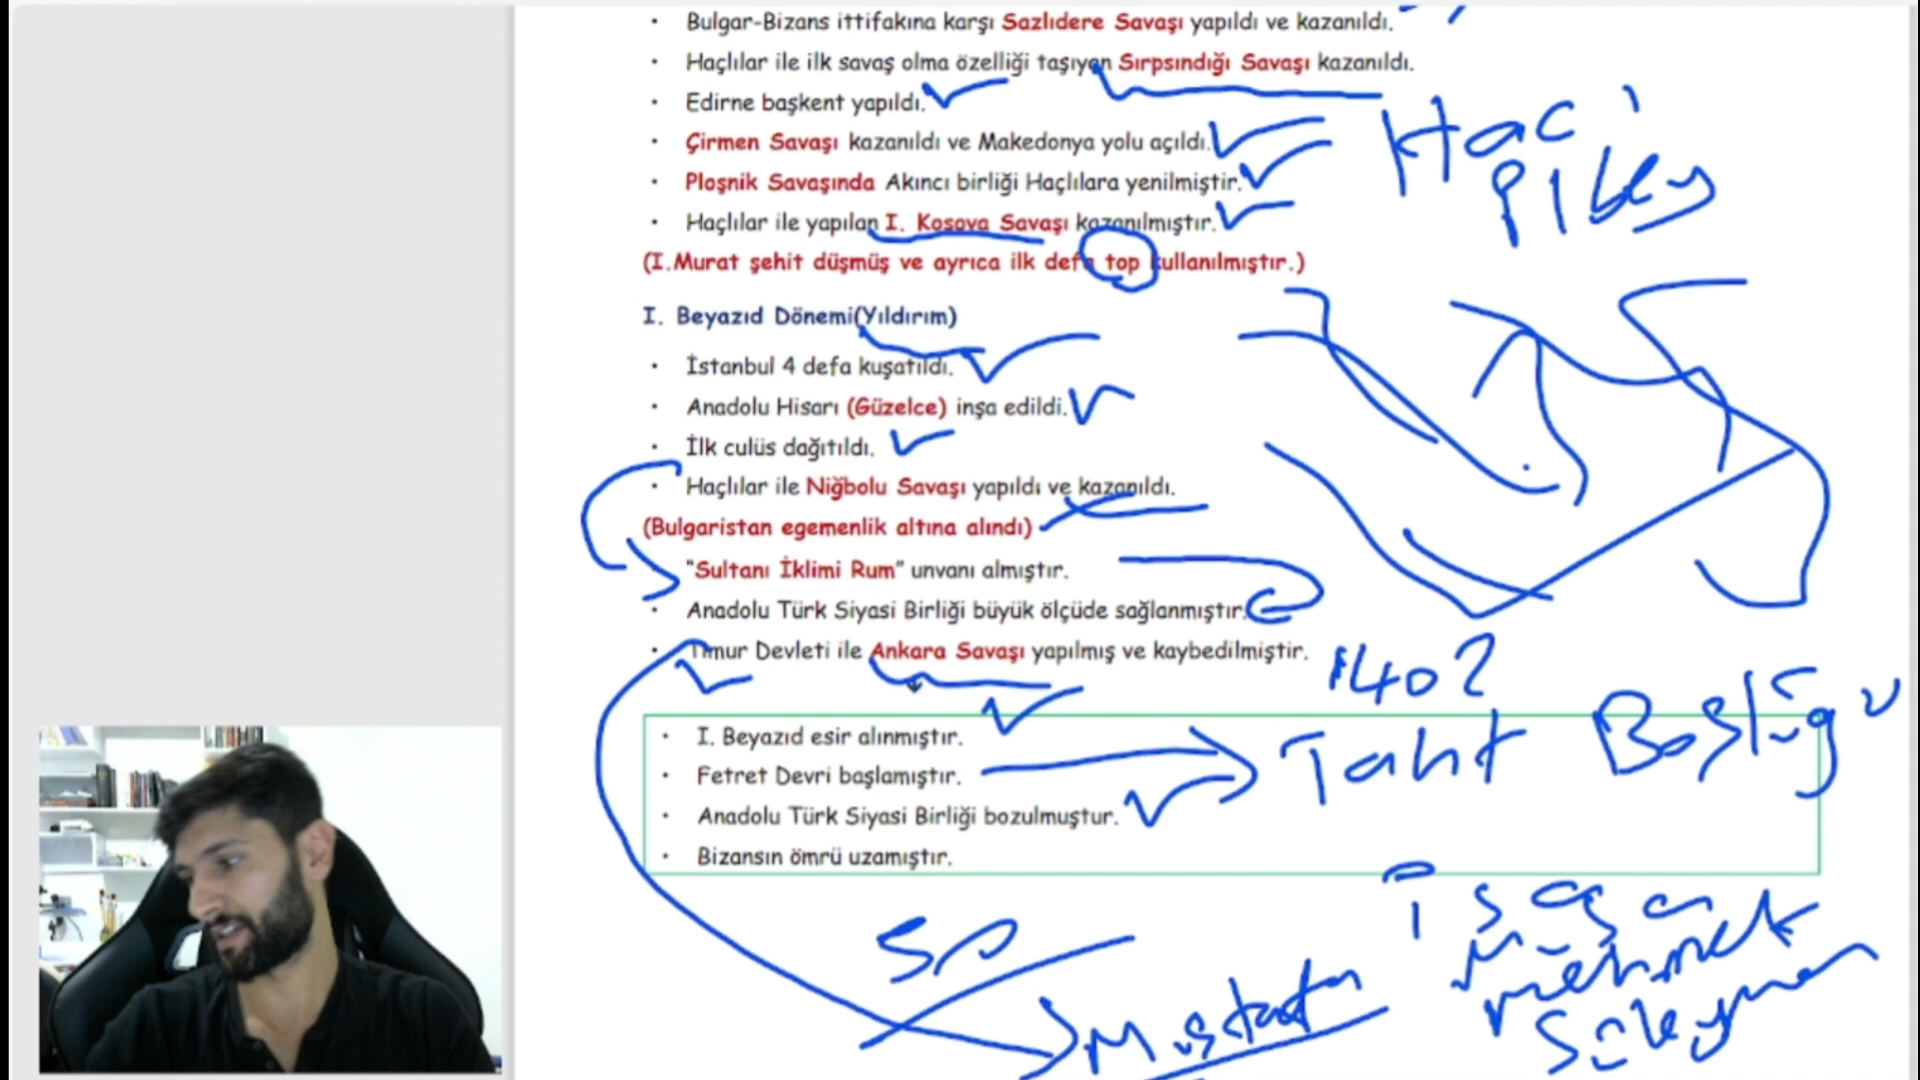 • Bulgar-Bizans ittifakına karşı Sazlıdere Savaşı yapıldı ve kazanıldı.
• Haçlılar ile ilk savaş olma özelliği taşıyan Sırpsındığı Savaşı kazanıldı.
• Edirne başkent yapıldı.
• Çirmen Savaşı kazanıldı ve Makedonya yolu açıldı.
• Ploşnik Savaşında Akıncı birliği Haçlılara yenilmiştir.
• Haçlılar ile yapılan I. Kosova Savaşı kazanılmıştır.
(I.Murat şehit düşmüş ve ayrıca ilk defa top kullanılmıştır.)
Hac i
I. Beyazıd Dönemi(Yıldırım)
• İstanbul 4 defa kuşatıldı.
• Anadolu Hisarı (Güzelce) inşa edildi.
• İlk culüs dağıtıldı.
• Haçlılar ile Niğbolu Savaşı yapıldı ve kazanıldı.
(Bulgaristan egemenlik altına alındı)
"Sultanı İklimi Rum" unvanı almıştır.
• Anadolu Türk Siyasi Birliği büyük ölçüde sağlanmıştır.
• Timur Devleti ile Ankara Savaşı yapılmış ve kaybedilmiştir.
1402
Taht Boşluğu
• I. Beyazıd esir alınmıştır.
• Fetret Devri başlamıştır.
• Anadolu Türk Siyasi Birliği bozulmuştur.
• Bizansın ömrü uzamıştır.
İsa
Musa
Mehmet
Süleyman
Mustafa